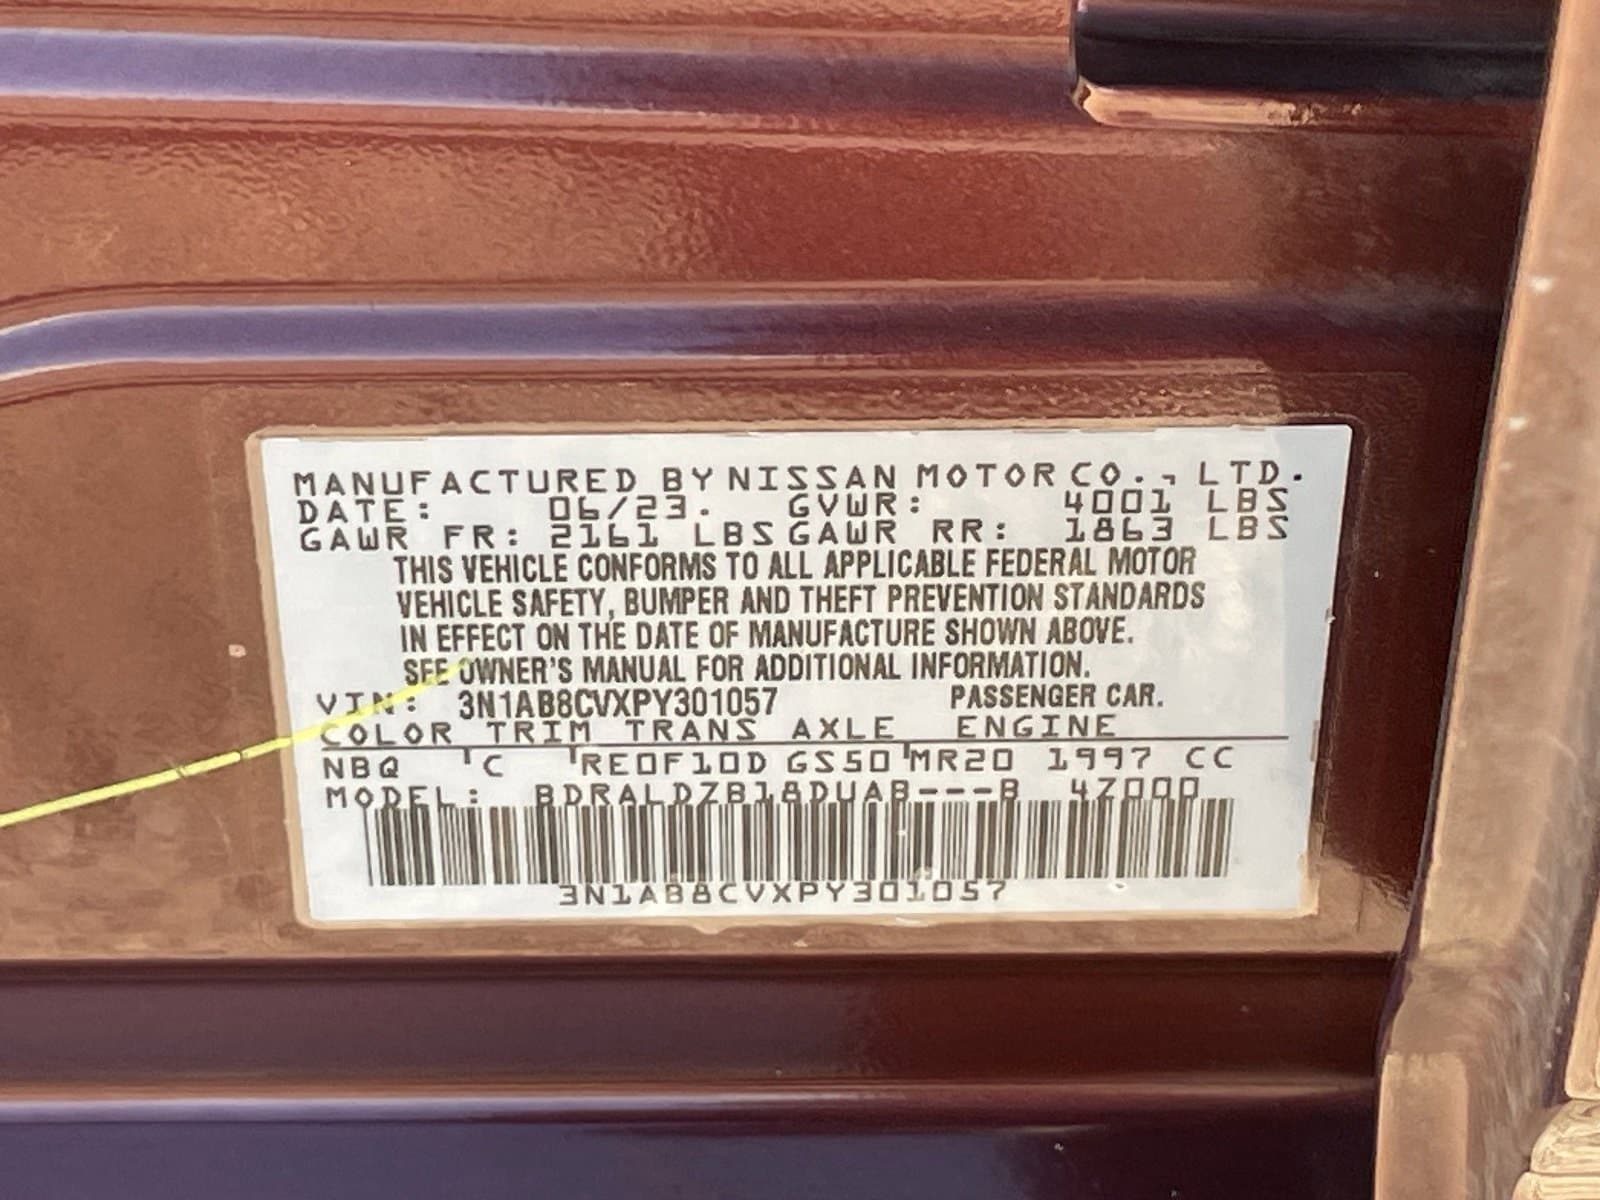 MANUFACTURED BY NISSAN MOTOR CO., LTD.
DATE: 06/23. GVWR: 4001 LBS
GAWR FR: 2161 LBS GAWR RR: 1863 LBS
THIS VEHICLE CONFORMS TO ALL APPLICABLE FEDERAL MOTOR
VEHICLE SAFETY, BUMPER AND THEFT PREVENTION STANDARDS
IN EFFECT ON THE DATE OF MANUFACTURE SHOWN ABOVE.
SEE OWNER'S MANUAL FOR ADDITIONAL INFORMATION.
VIN: 3N1AB8CVXPY301057 PASSENGER CAR.
COLOR TRIM TRANS AXLE ENGINE
NBQ C RE0F10D GS50 MR20 1997 CC
MODEL: BDRALDZB18DUAB---B 4Z000
3N1AB8CVXPY301057